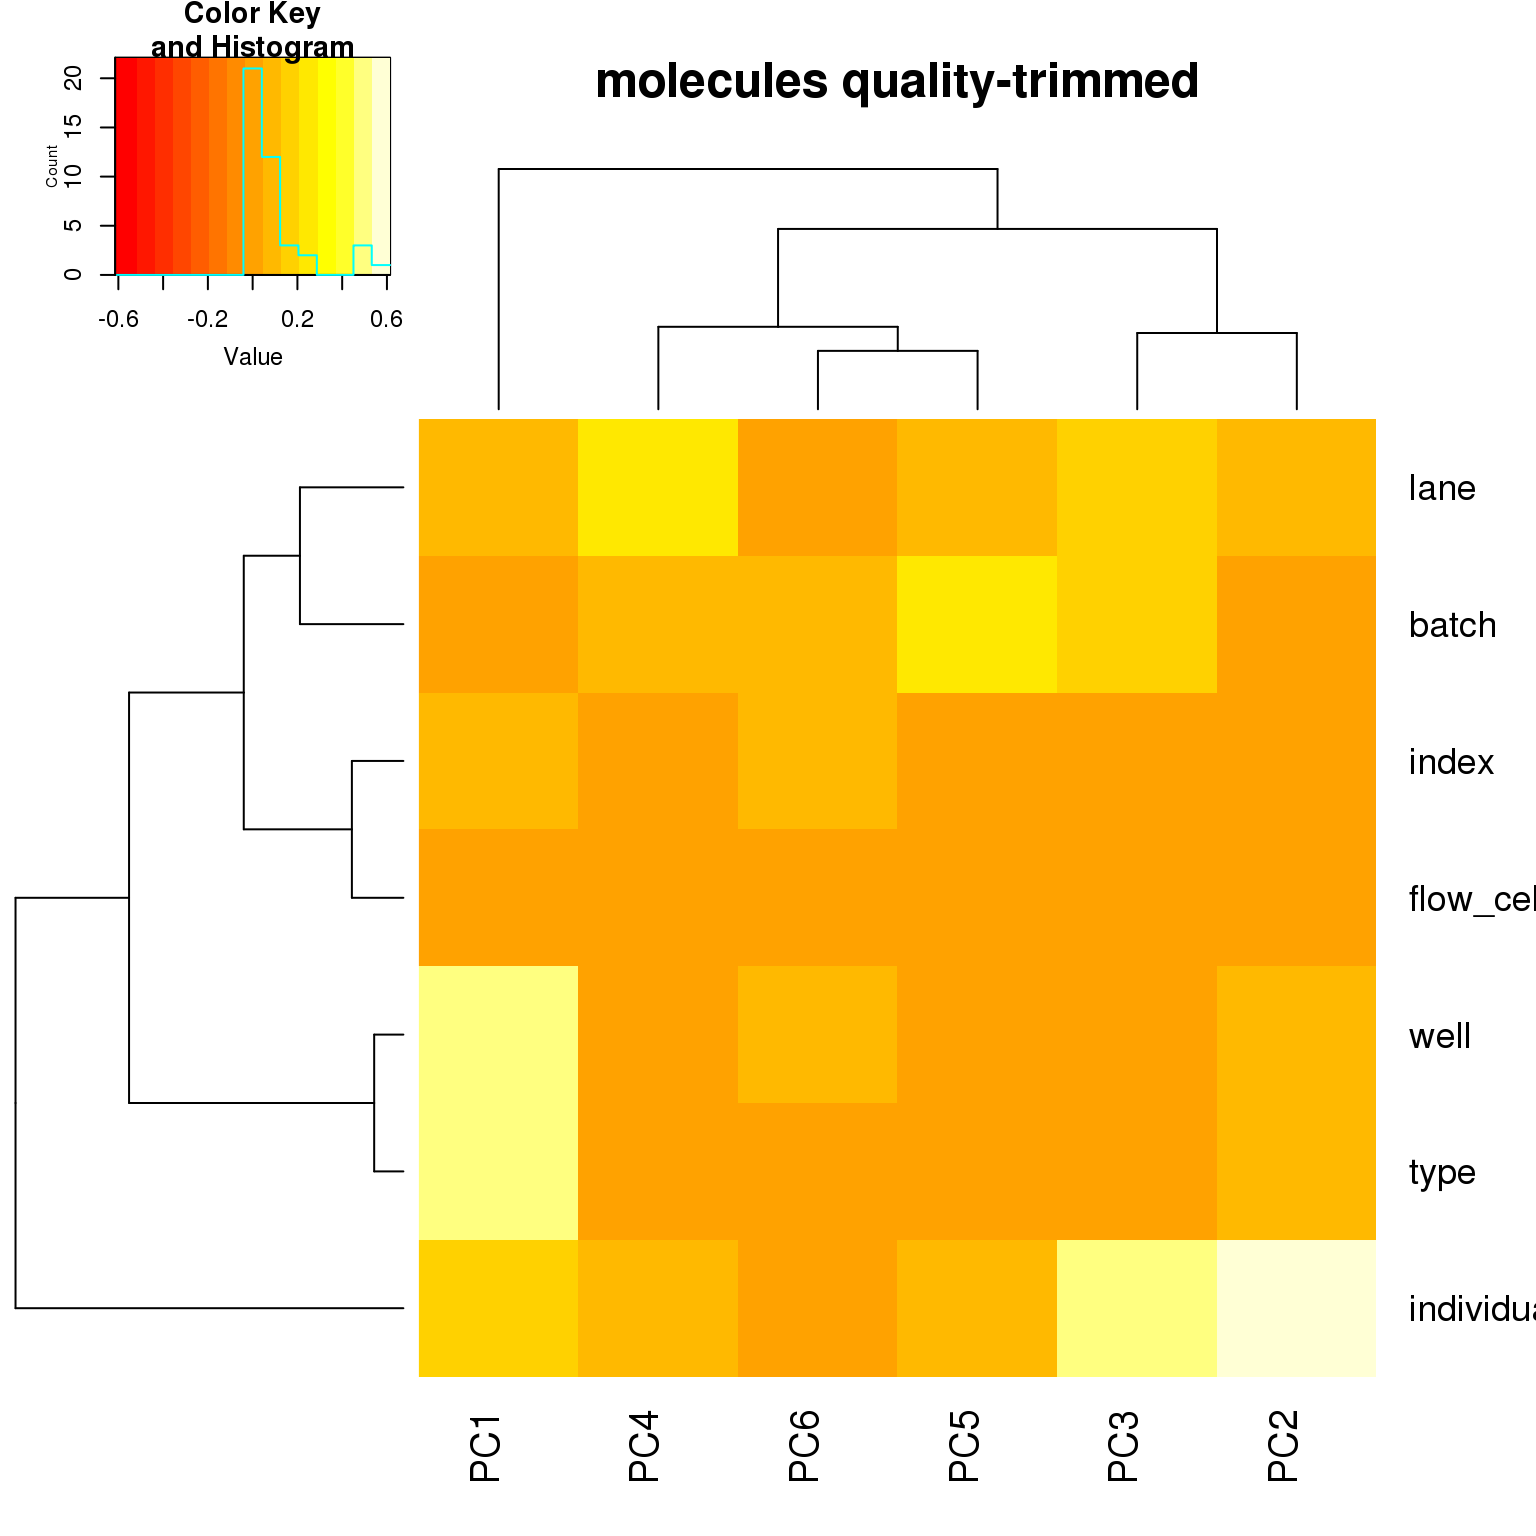 Color Key
and Histogram
molecules quality-trimmed
Count
0 5 10 15 20
-0.6 -0.2 0.2 0.6
Value
lane
batch
index
flow_cel
well
type
individua
PC1 PC4 PC6 PC5 PC3 PC2